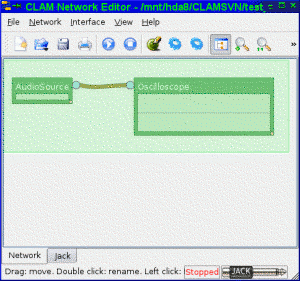 CLAM Network Editor - /mnt/hda8/CLAMSVN/test_
File Network Interface View Help
»
AudioSource
Oscilloscope
Network Jack
Drag: move. Double click: rename. Left click: Stopped JACK